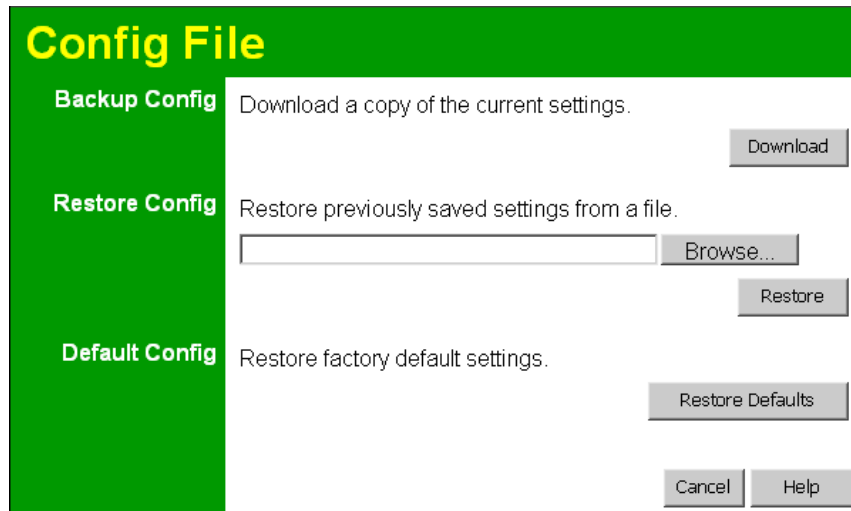 Config File
Backup Config
Download a copy of the current settings.
Download
Restore Config
Restore previously saved settings from a file.
Browse...
Restore
Default Config
Restore factory default settings.
Restore Defaults
Cancel
Help